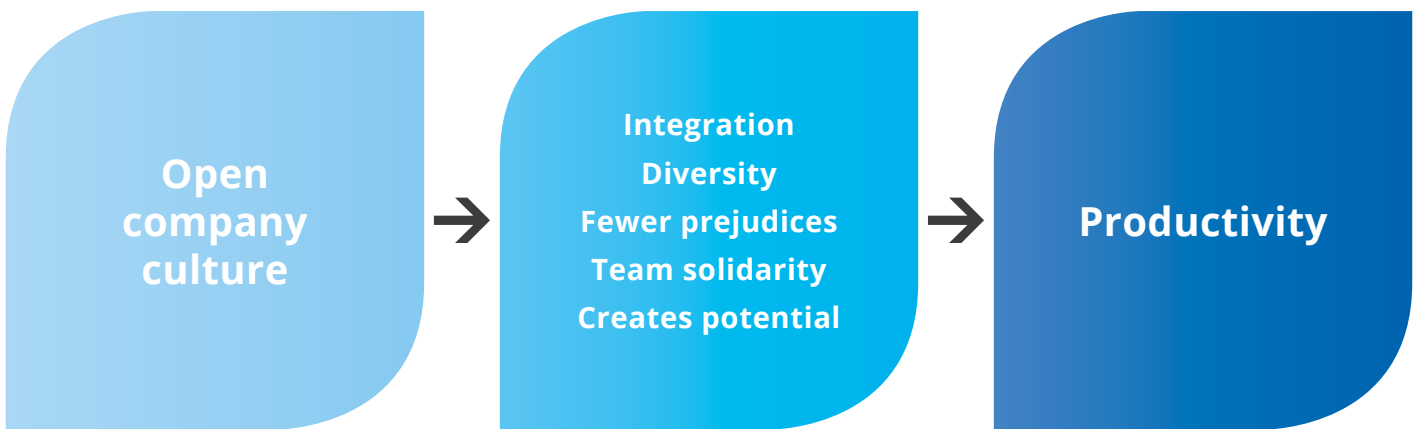 Open
company
culture
Integration
Diversity
Fewer prejudices
Team solidarity
Creates potential
Productivity